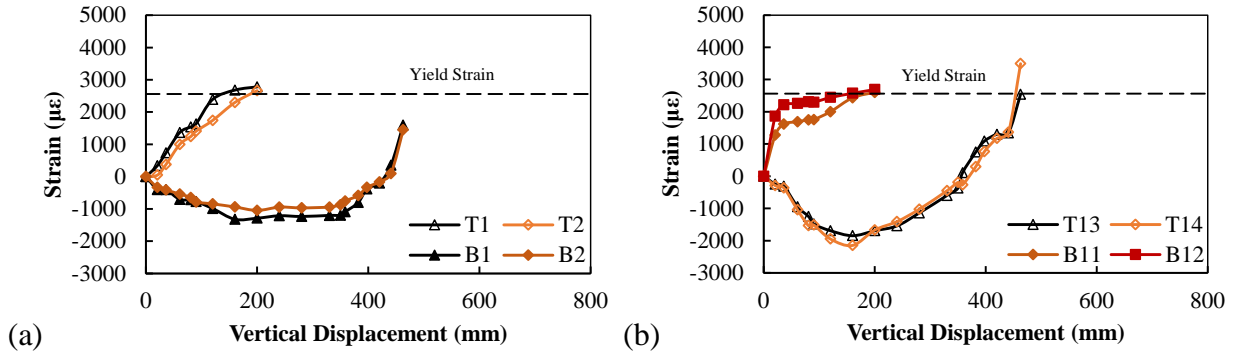 5000
4000
3000
2000
1000
0
-1000
-2000
-3000
Strain (με)
Yield Strain
T1 T2
B1 B2
0 200 400 600 800
Vertical Displacement (mm)
(a)
5000
4000
3000
2000
1000
0
-1000
-2000
-3000
Strain (με)
Yield Strain
T13 T14
B11 B12
0 200 400 600 800
Vertical Displacement (mm)
(b)